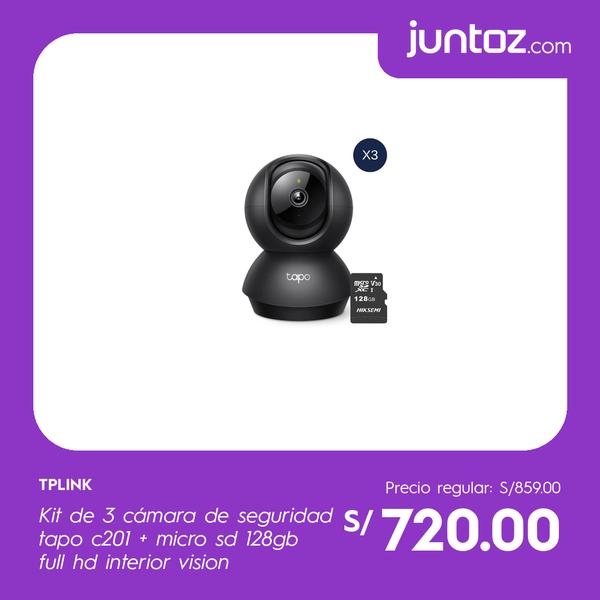 juntoz.com
X3
tapo
micro SD XC V30
I
128GB
HIKSEMI
TPLINK
Kit de 3 cámara de seguridad
tapo c201 + micro sd 128gb
full hd interior vision
Precio regular: S/859.00
S/720.00